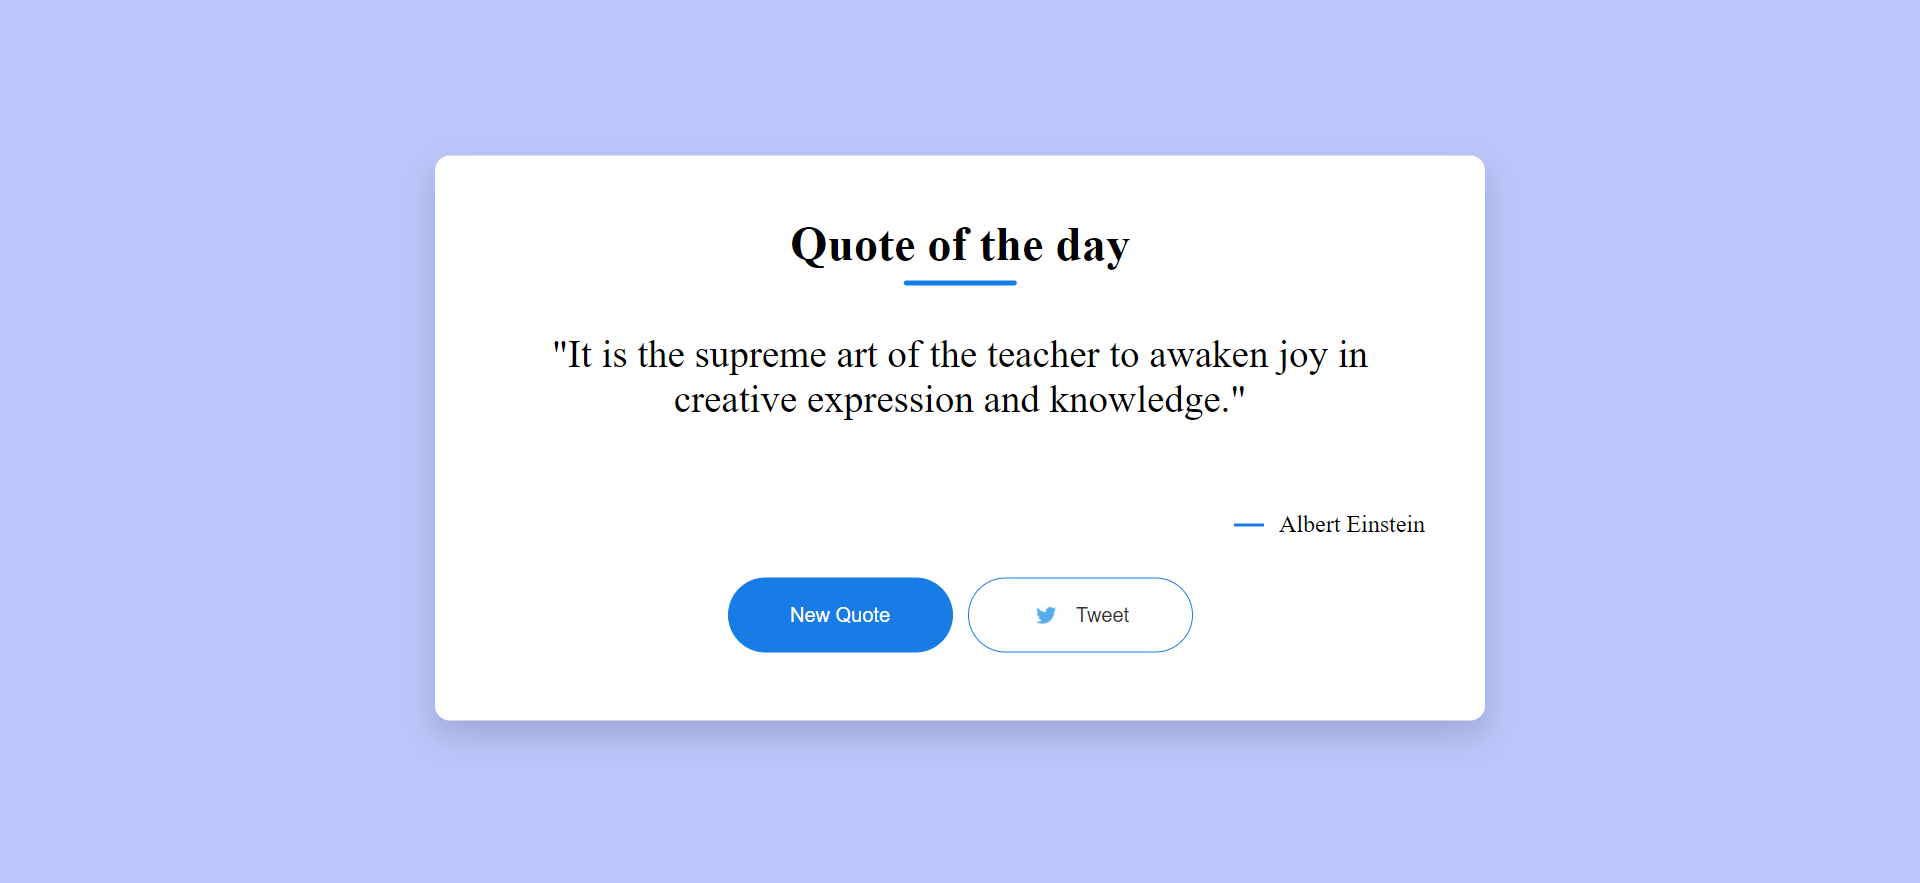 Quote of the day
"It is the supreme art of the teacher to awaken joy in
creative expression and knowledge."
Albert Einstein
New Quote
Tweet